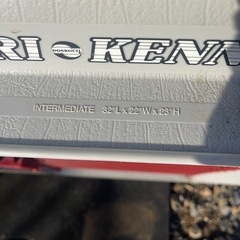 RI - KENN
INTERMEDIATE 32"L x 22"W x 23"H